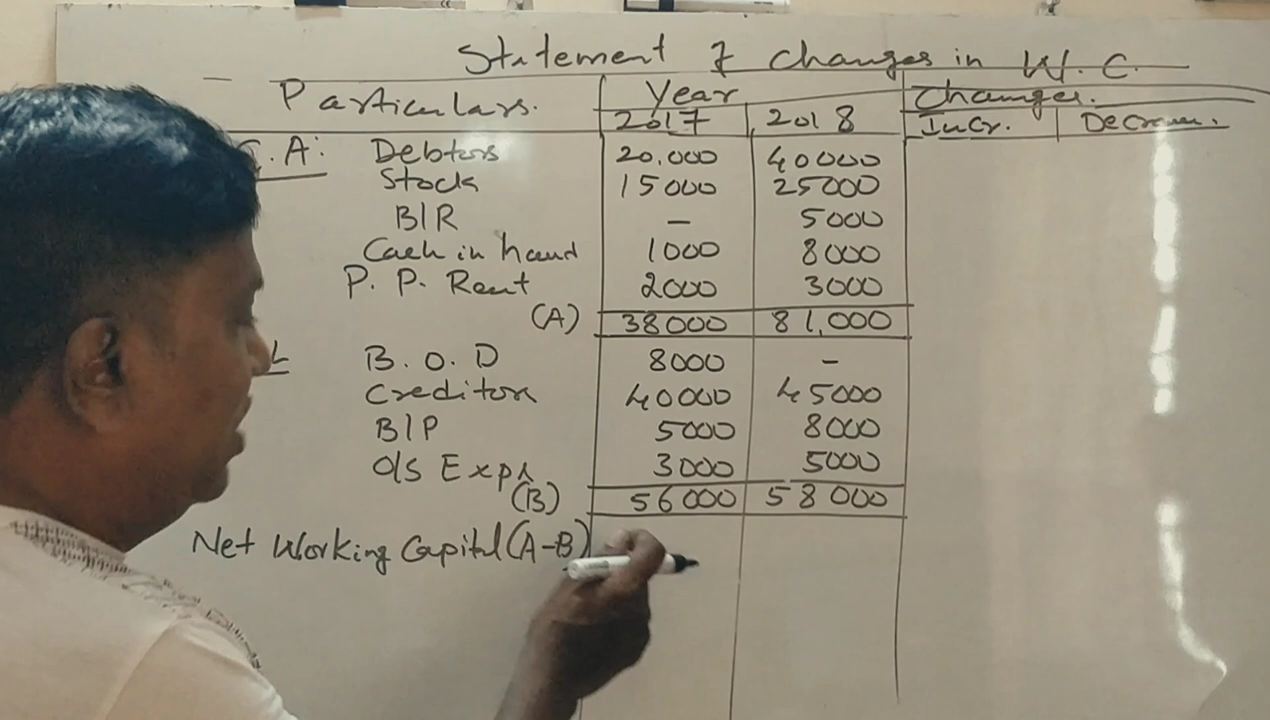 Statement of Changes in W.C.
Particulars. Year Changes.
2017 2018 Incr. Decrease.
C.A: Debtors 20,000 40000
Stock 15000 25000
B/R - 5000
Cash in hand 1000 8000
P.P. Rent 2000 3000
(A) 38000 81,000
L B.O.D 8000 -
Creditors 40000 45000
B/P 5000 8000
O/S Exps 3000 5000
(B) 56000 58000
Net Working Capital (A-B)